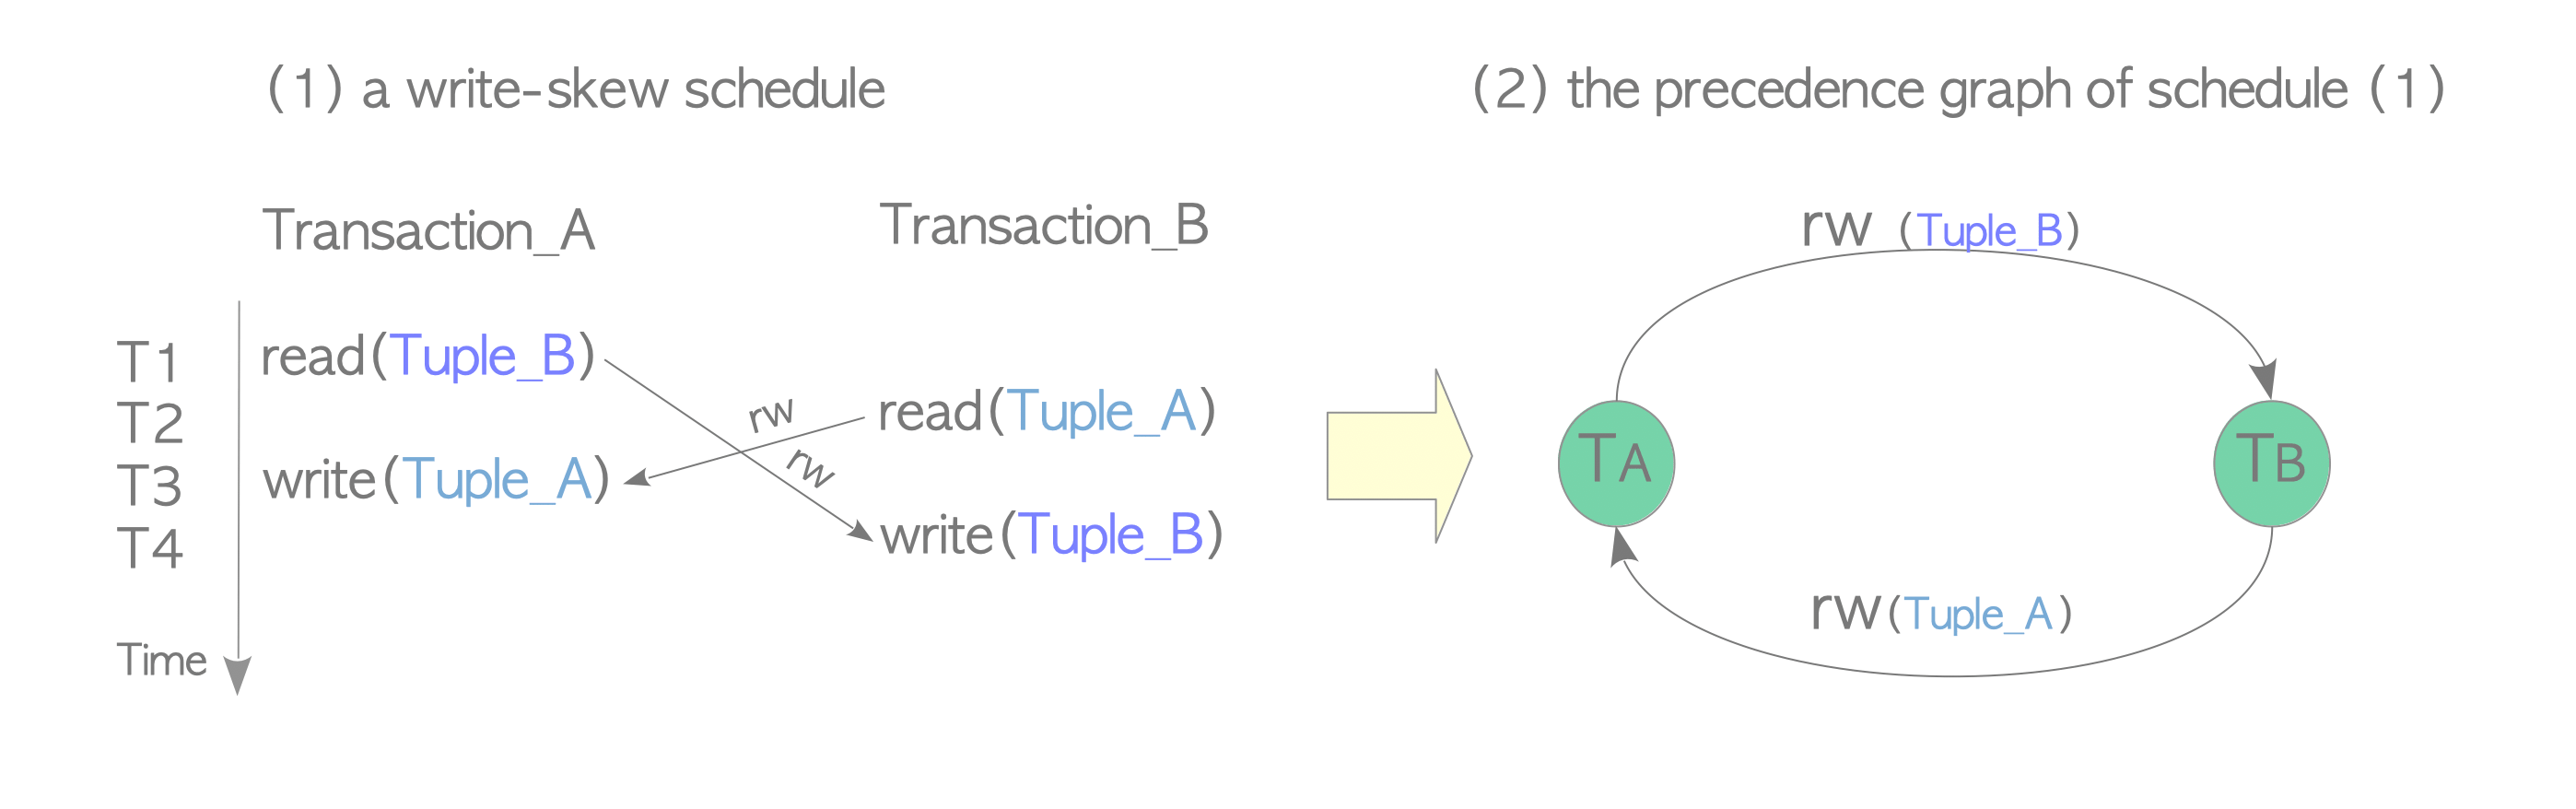 (1) a write-skew schedule
Transaction_A
Transaction_B
T1
read(Tuple_B)
T2
read(Tuple_A)
T3
write(Tuple_A)
T4
write(Tuple_B)
rw
rw
Time
(2) the precedence graph of schedule (1)
rw (Tuple_B)
TA
TB
rw(Tuple_A)